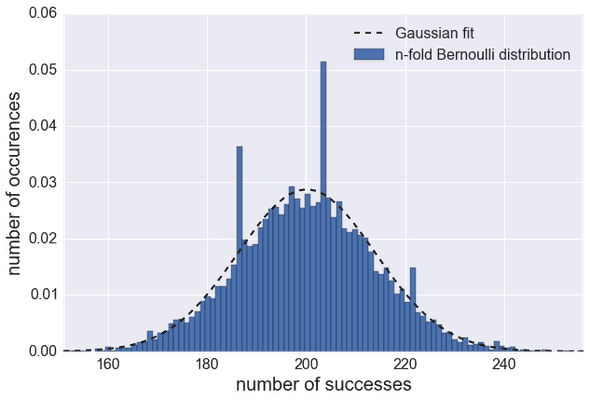 0.06
0.05
0.04
0.03
0.02
0.01
0.00
number of occurences
Gaussian fit
n-fold Bernoulli distribution
160 180 200 220 240
number of successes